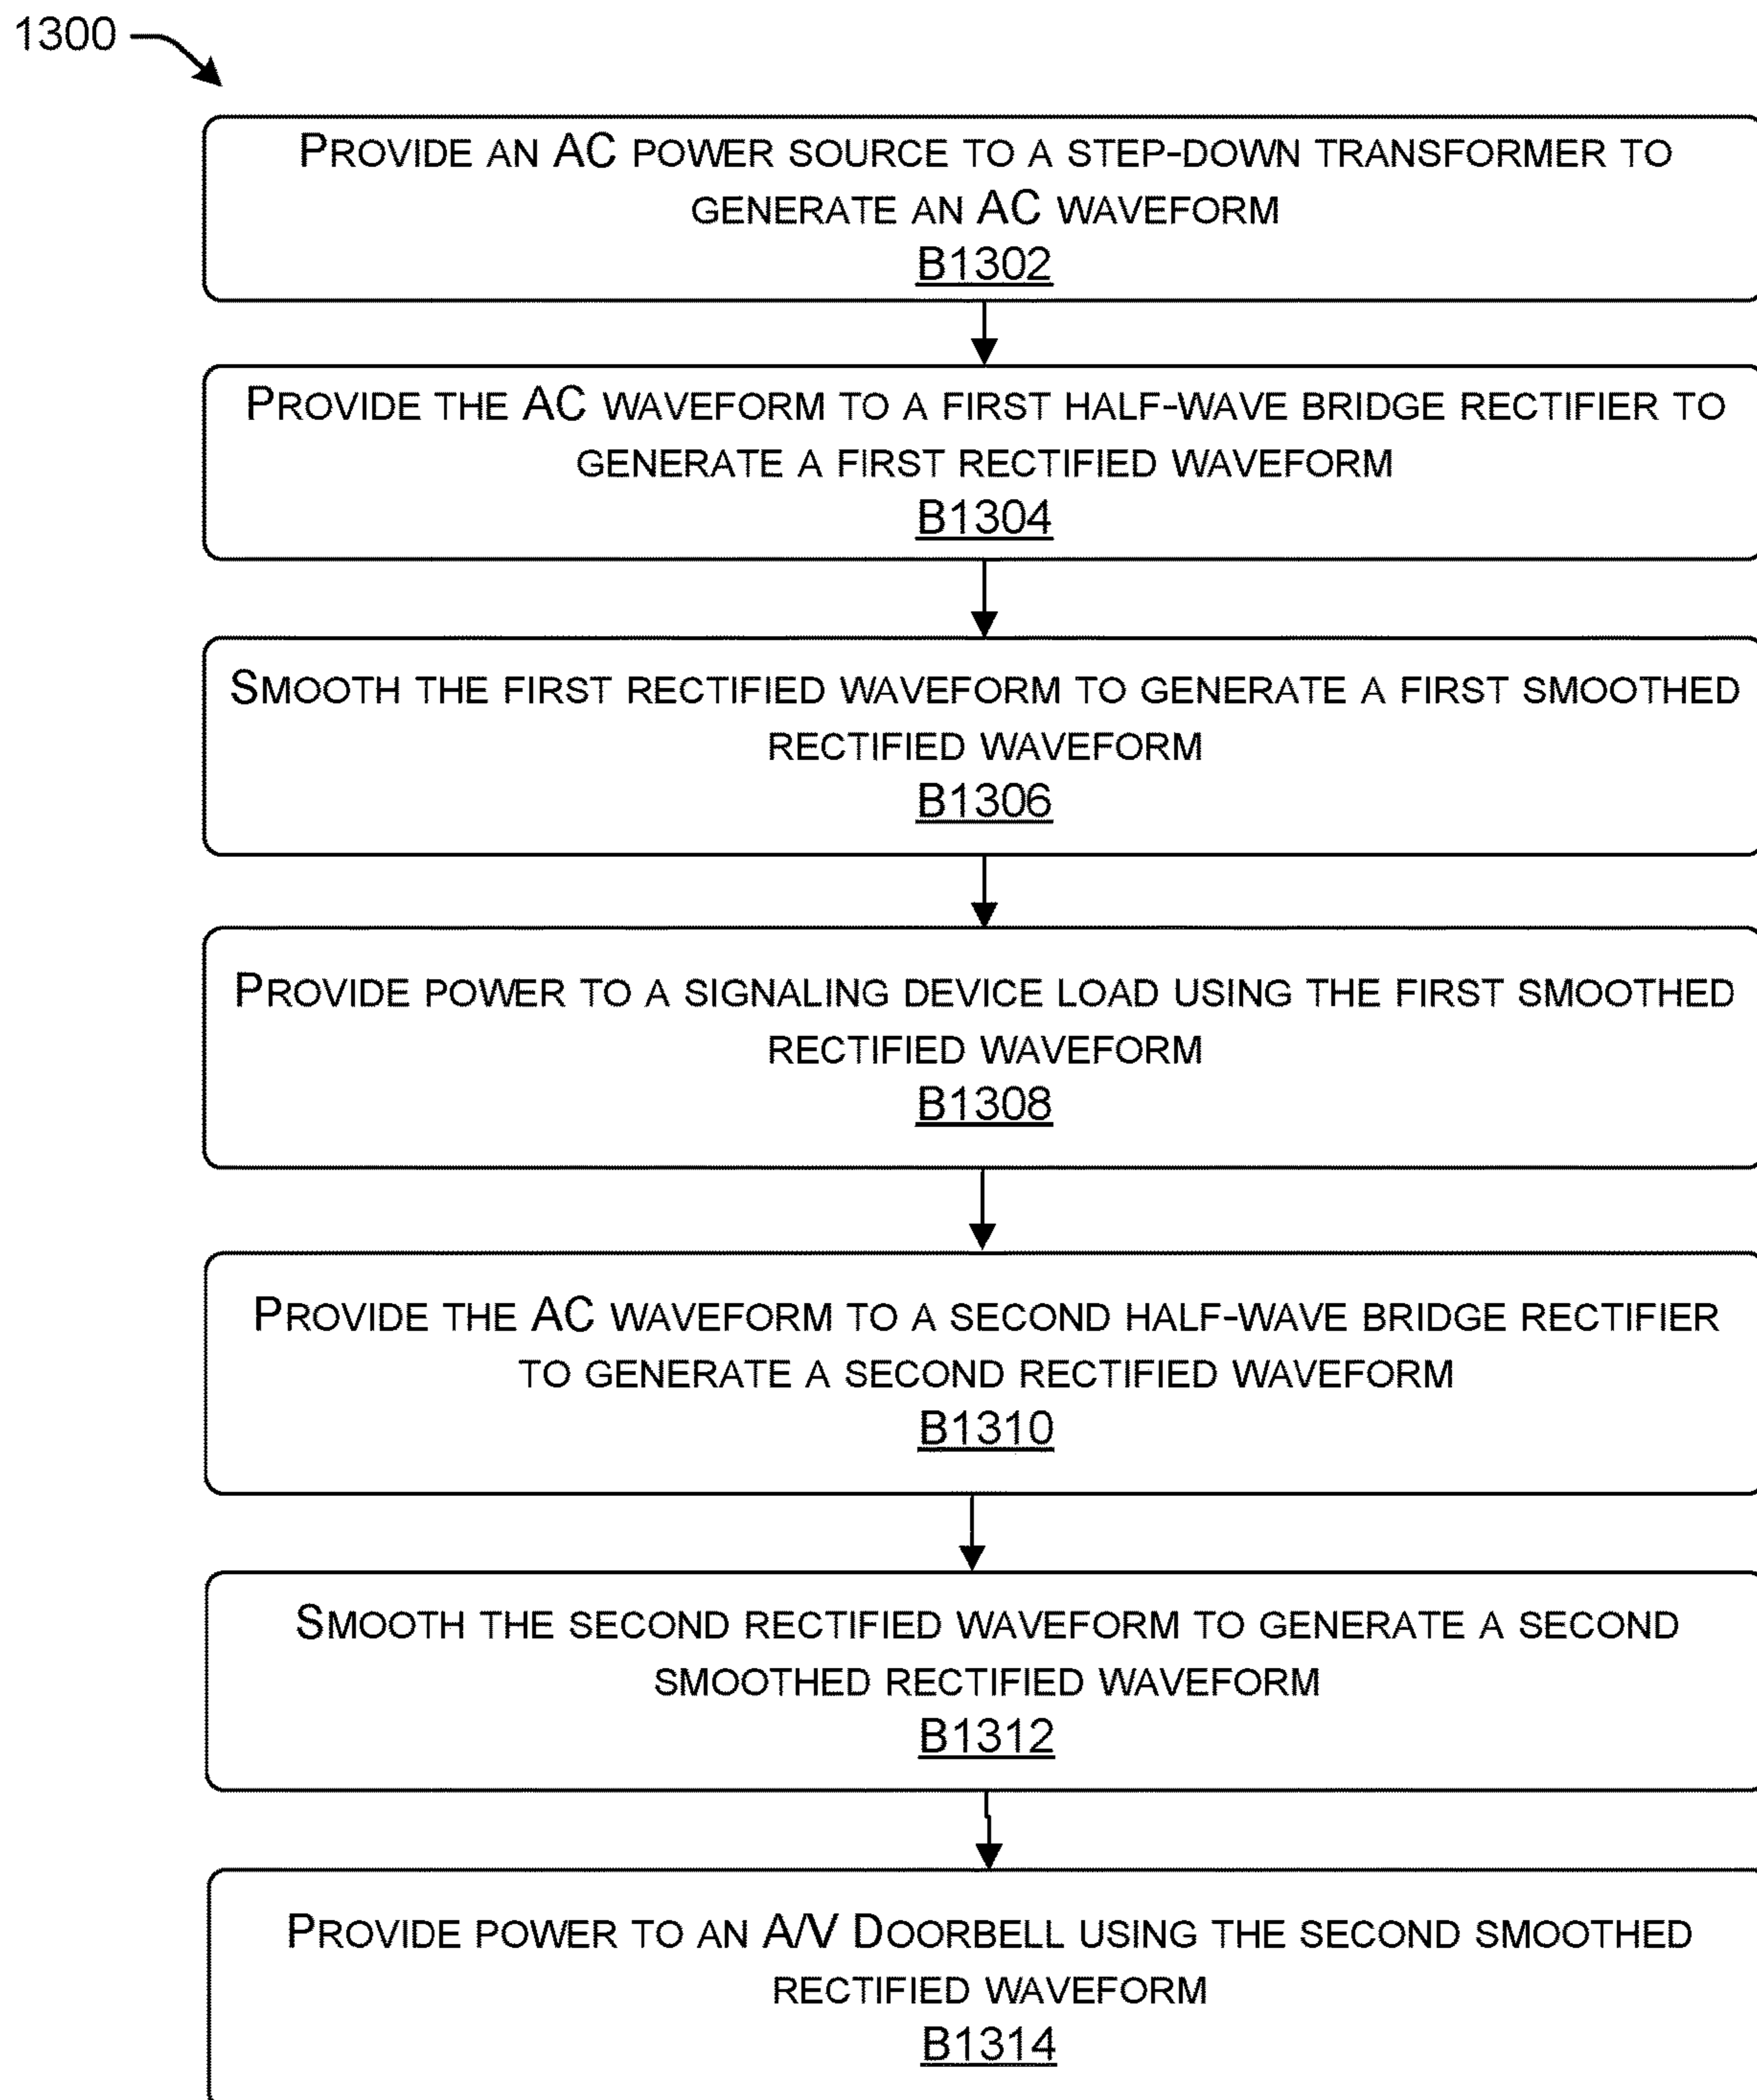 1300
PROVIDE AN AC POWER SOURCE TO A STEP-DOWN TRANSFORMER TO
GENERATE AN AC WAVEFORM
B1302
PROVIDE THE AC WAVEFORM TO A FIRST HALF-WAVE BRIDGE RECTIFIER TO
GENERATE A FIRST RECTIFIED WAVEFORM
B1304
SMOOTH THE FIRST RECTIFIED WAVEFORM TO GENERATE A FIRST SMOOTHED
RECTIFIED WAVEFORM
B1306
PROVIDE POWER TO A SIGNALING DEVICE LOAD USING THE FIRST SMOOTHED
RECTIFIED WAVEFORM
B1308
PROVIDE THE AC WAVEFORM TO A SECOND HALF-WAVE BRIDGE RECTIFIER
TO GENERATE A SECOND RECTIFIED WAVEFORM
B1310
SMOOTH THE SECOND RECTIFIED WAVEFORM TO GENERATE A SECOND
SMOOTHED RECTIFIED WAVEFORM
B1312
PROVIDE POWER TO AN A/V DOORBELL USING THE SECOND SMOOTHED
RECTIFIED WAVEFORM
B1314